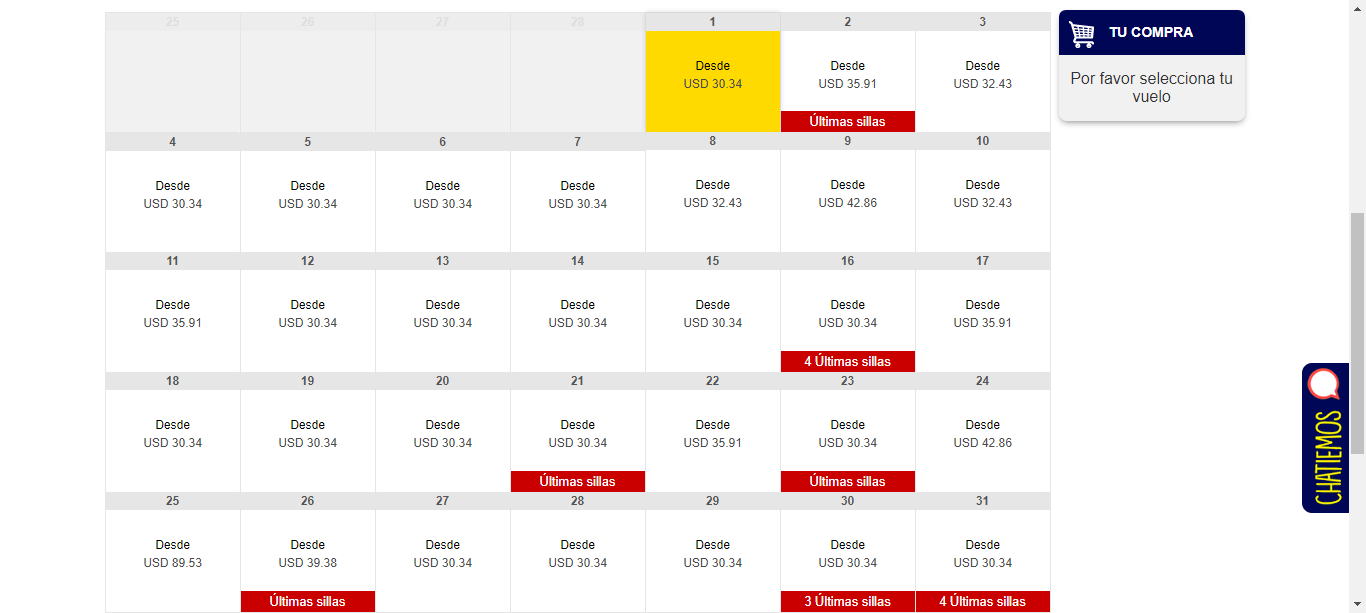 25 26 27 28 1 2 3
Desde Desde Desde
USD 30.34 USD 35.91 USD 32.43
Últimas sillas
4 5 6 7 8 9 10
Desde Desde Desde Desde Desde Desde Desde
USD 30.34 USD 30.34 USD 30.34 USD 30.34 USD 32.43 USD 42.86 USD 32.43
11 12 13 14 15 16 17
Desde Desde Desde Desde Desde Desde Desde
USD 35.91 USD 30.34 USD 30.34 USD 30.34 USD 30.34 USD 30.34 USD 35.91
4 Últimas sillas
18 19 20 21 22 23 24
Desde Desde Desde Desde Desde Desde Desde
USD 30.34 USD 30.34 USD 30.34 USD 30.34 USD 35.91 USD 30.34 USD 42.86
Últimas sillas Últimas sillas
25 26 27 28 29 30 31
Desde Desde Desde Desde Desde Desde Desde
USD 89.53 USD 39.38 USD 30.34 USD 30.34 USD 30.34 USD 30.34 USD 30.34
Últimas sillas 3 Últimas sillas 4 Últimas sillas
TU COMPRA
Por favor selecciona tu
vuelo
CHATIEMOS